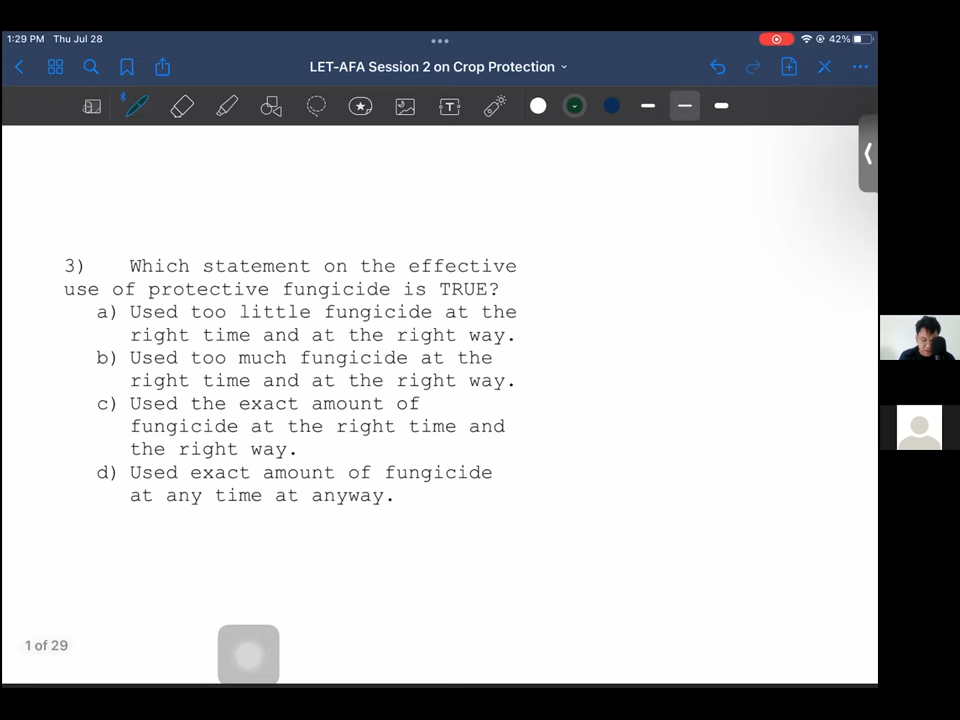 1:29 PM Thu Jul 28
42%
LET-AFA Session 2 on Crop Protection
T
3) Which statement on the effective
use of protective fungicide is TRUE?
a) Used too little fungicide at the
right time and at the right way.
b) Used too much fungicide at the
right time and at the right way.
c) Used the exact amount of
fungicide at the right time and
the right way.
d) Used exact amount of fungicide
at any time at anyway.
1 of 29